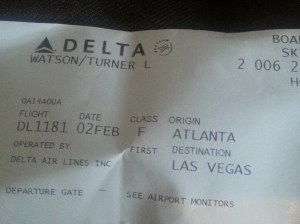 DELTA
BOA
WATSON/TURNER L
SK
2 006 2
H
QA14A0UA
FLIGHT DATE CLASS ORIGIN
DL1181 02FEB F ATLANTA
OPERATED BY FIRST DESTINATION
DELTA AIR LINES INC LAS VEGAS
DEPARTURE GATE - SEE AIRPORT MONITORS